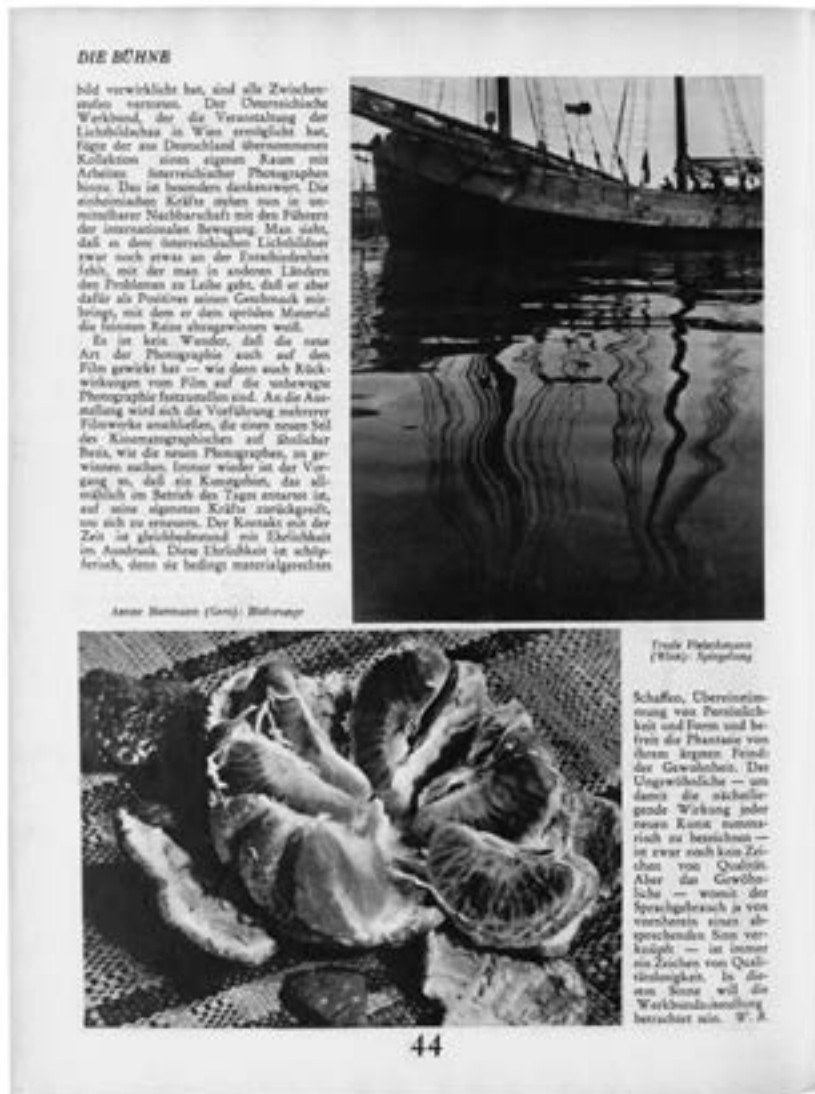 DIE BÜHNE
bild verwirklicht hat, sind alle Zwischen-
stufen vertreten. Der Österreichische
Werkbund, der die Veranstaltung der
Lichtbildschau in Wien ermöglicht hat,
fügte der aus Deutschland übernommenen
Kollektion einen eigenen Raum mit
Arbeiten österreichischer Photographen
hinzu. Das ist besonders dankenswert. Die
einheimischen Kräfte stehen nun in un-
mittelbarer Nachbarschaft mit den Führern
der internationalen Bewegung. Man sieht,
daß es dem österreichischen Lichtbildner
zwar noch etwas an der Entschiedenheit
fehlt, mit der man in anderen Ländern
den Problemen zu Leibe geht, daß er aber
dafür als Positives seinen Geschmack mit-
bringt, mit dem er dem spröden Material
die feinsten Reize abzugewinnen weiß.
Es ist kein Wunder, daß die neue
Art der Photographie auch auf den
Film gewirkt hat — wie denn auch Rück-
wirkungen vom Film auf die unbewegte
Photographie festzustellen sind. An die Aus-
stellung wird sich die Vorführung mehrerer
Filmwerke anschließen, die einen neuen Stil
des Kinematographischen auf ähnlicher
Basis, wie die neuen Photographen, zu ge-
winnen suchen. Immer wieder ist der Vor-
gang so, daß ein Kunstgebiet, das all-
mählich im Betrieb des Tages entartet ist,
auf seine eigensten Kräfte zurückgreift,
um sich zu erneuern. Der Kontakt mit der
Zeit ist gleichbedeutend mit Ehrlichkeit
im Ausdruck. Diese Ehrlichkeit ist schöp-
ferisch, denn sie bedingt materialgerechtes
Aenne Biermann (Gera): Blutorange
Trude Fleischmann
(Wien): Spiegelung
Schaffen, Übereinstim-
mung von Persönlich-
keit und Form und be-
freit die Phantasie von
ihrem ärgsten Feind:
der Gewohnheit. Das
Ungewöhnliche — um
damit die nächstlie-
gende Wirkung jeder
neuen Kunst summa-
risch zu bezeichnen —
ist zwar noch kein Zei-
chen von Qualität.
Aber das Gewöhn-
liche — womit der
Sprachgebrauch ja von
vornherein einen ab-
sprechenden Sinn ver-
knüpft — ist immer
ein Zeichen von Quali-
tätslosigkeit. In die-
sem Sinne will die
Werkbundausstellung
betrachtet sein. W. B.
44